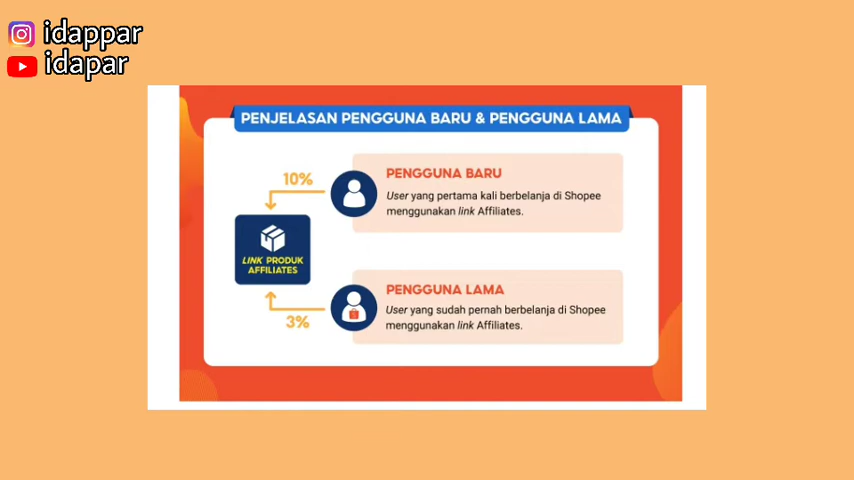 idappar
idapar
PENJELASAN PENGGUNA BARU & PENGGUNA LAMA
10%
PENGGUNA BARU
User yang pertama kali berbelanja di Shopee
menggunakan link Affiliates.
LINK PRODUK
AFFILIATES
PENGGUNA LAMA
User yang sudah pernah berbelanja di Shopee
menggunakan link Affiliates.
3%